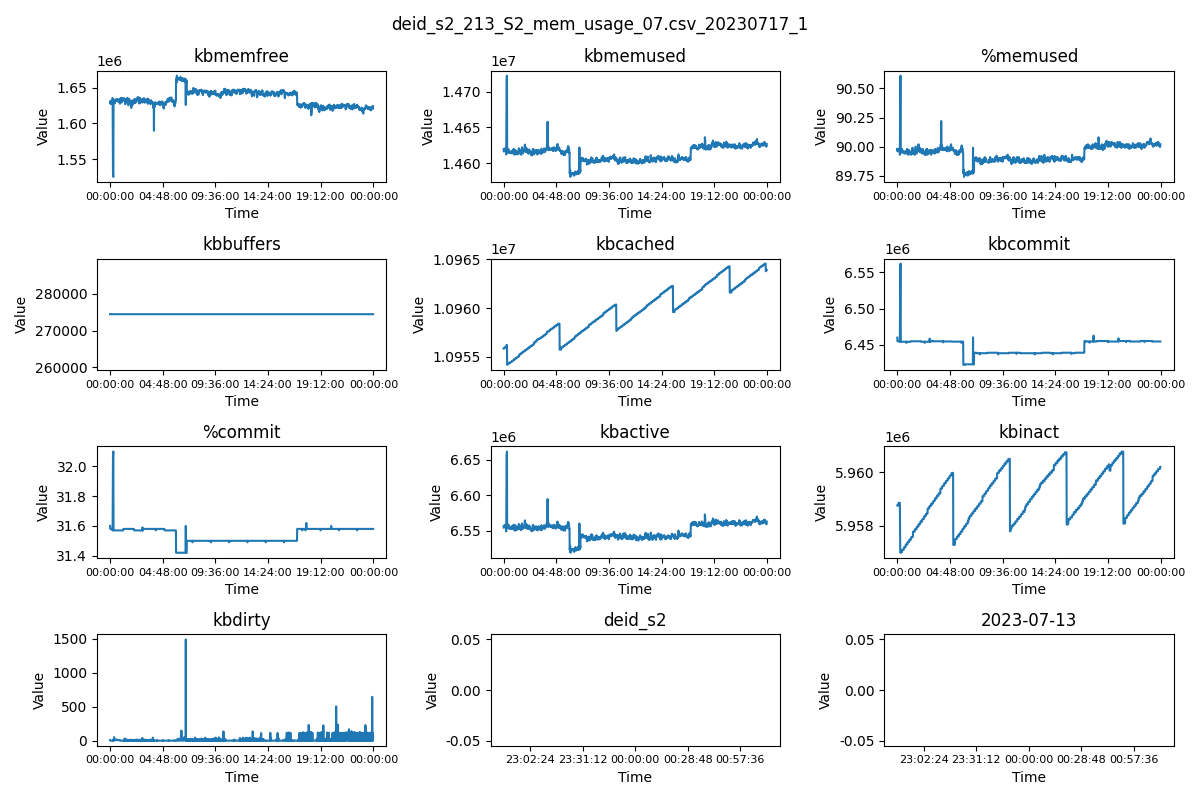 deid_s2_213_S2_mem_usage_07.csv_20230717_1
kbmemfree
1e6
1.65
1.60
1.55
Value
00:00:00 04:48:00 09:36:00 14:24:00 19:12:00 00:00:00
Time
kbmemused
1e7
1.470
1.465
1.460
Value
00:00:00 04:48:00 09:36:00 14:24:00 19:12:00 00:00:00
Time
%memused
90.50
90.25
90.00
89.75
Value
00:00:00 04:48:00 09:36:00 14:24:00 19:12:00 00:00:00
Time
kbbuffers
280000
270000
260000
Value
00:00:00 04:48:00 09:36:00 14:24:00 19:12:00 00:00:00
Time
kbcached
1e7
1.0965
1.0960
1.0955
Value
00:00:00 04:48:00 09:36:00 14:24:00 19:12:00 00:00:00
Time
kbcommit
1e6
6.55
6.50
6.45
Value
00:00:00 04:48:00 09:36:00 14:24:00 19:12:00 00:00:00
Time
%commit
32.0
31.8
31.6
31.4
Value
00:00:00 04:48:00 09:36:00 14:24:00 19:12:00 00:00:00
Time
kbactive
1e6
6.65
6.60
6.55
Value
00:00:00 04:48:00 09:36:00 14:24:00 19:12:00 00:00:00
Time
kbinact
1e6
5.960
5.958
Value
00:00:00 04:48:00 09:36:00 14:24:00 19:12:00 00:00:00
Time
kbdirty
1500
1000
500
0
Value
00:00:00 04:48:00 09:36:00 14:24:00 19:12:00 00:00:00
Time
deid_s2
0.05
0.00
-0.05
Value
23:02:24 23:31:12 00:00:00 00:28:48 00:57:36
Time
2023-07-13
0.05
0.00
-0.05
Value
23:02:24 23:31:12 00:00:00 00:28:48 00:57:36
Time